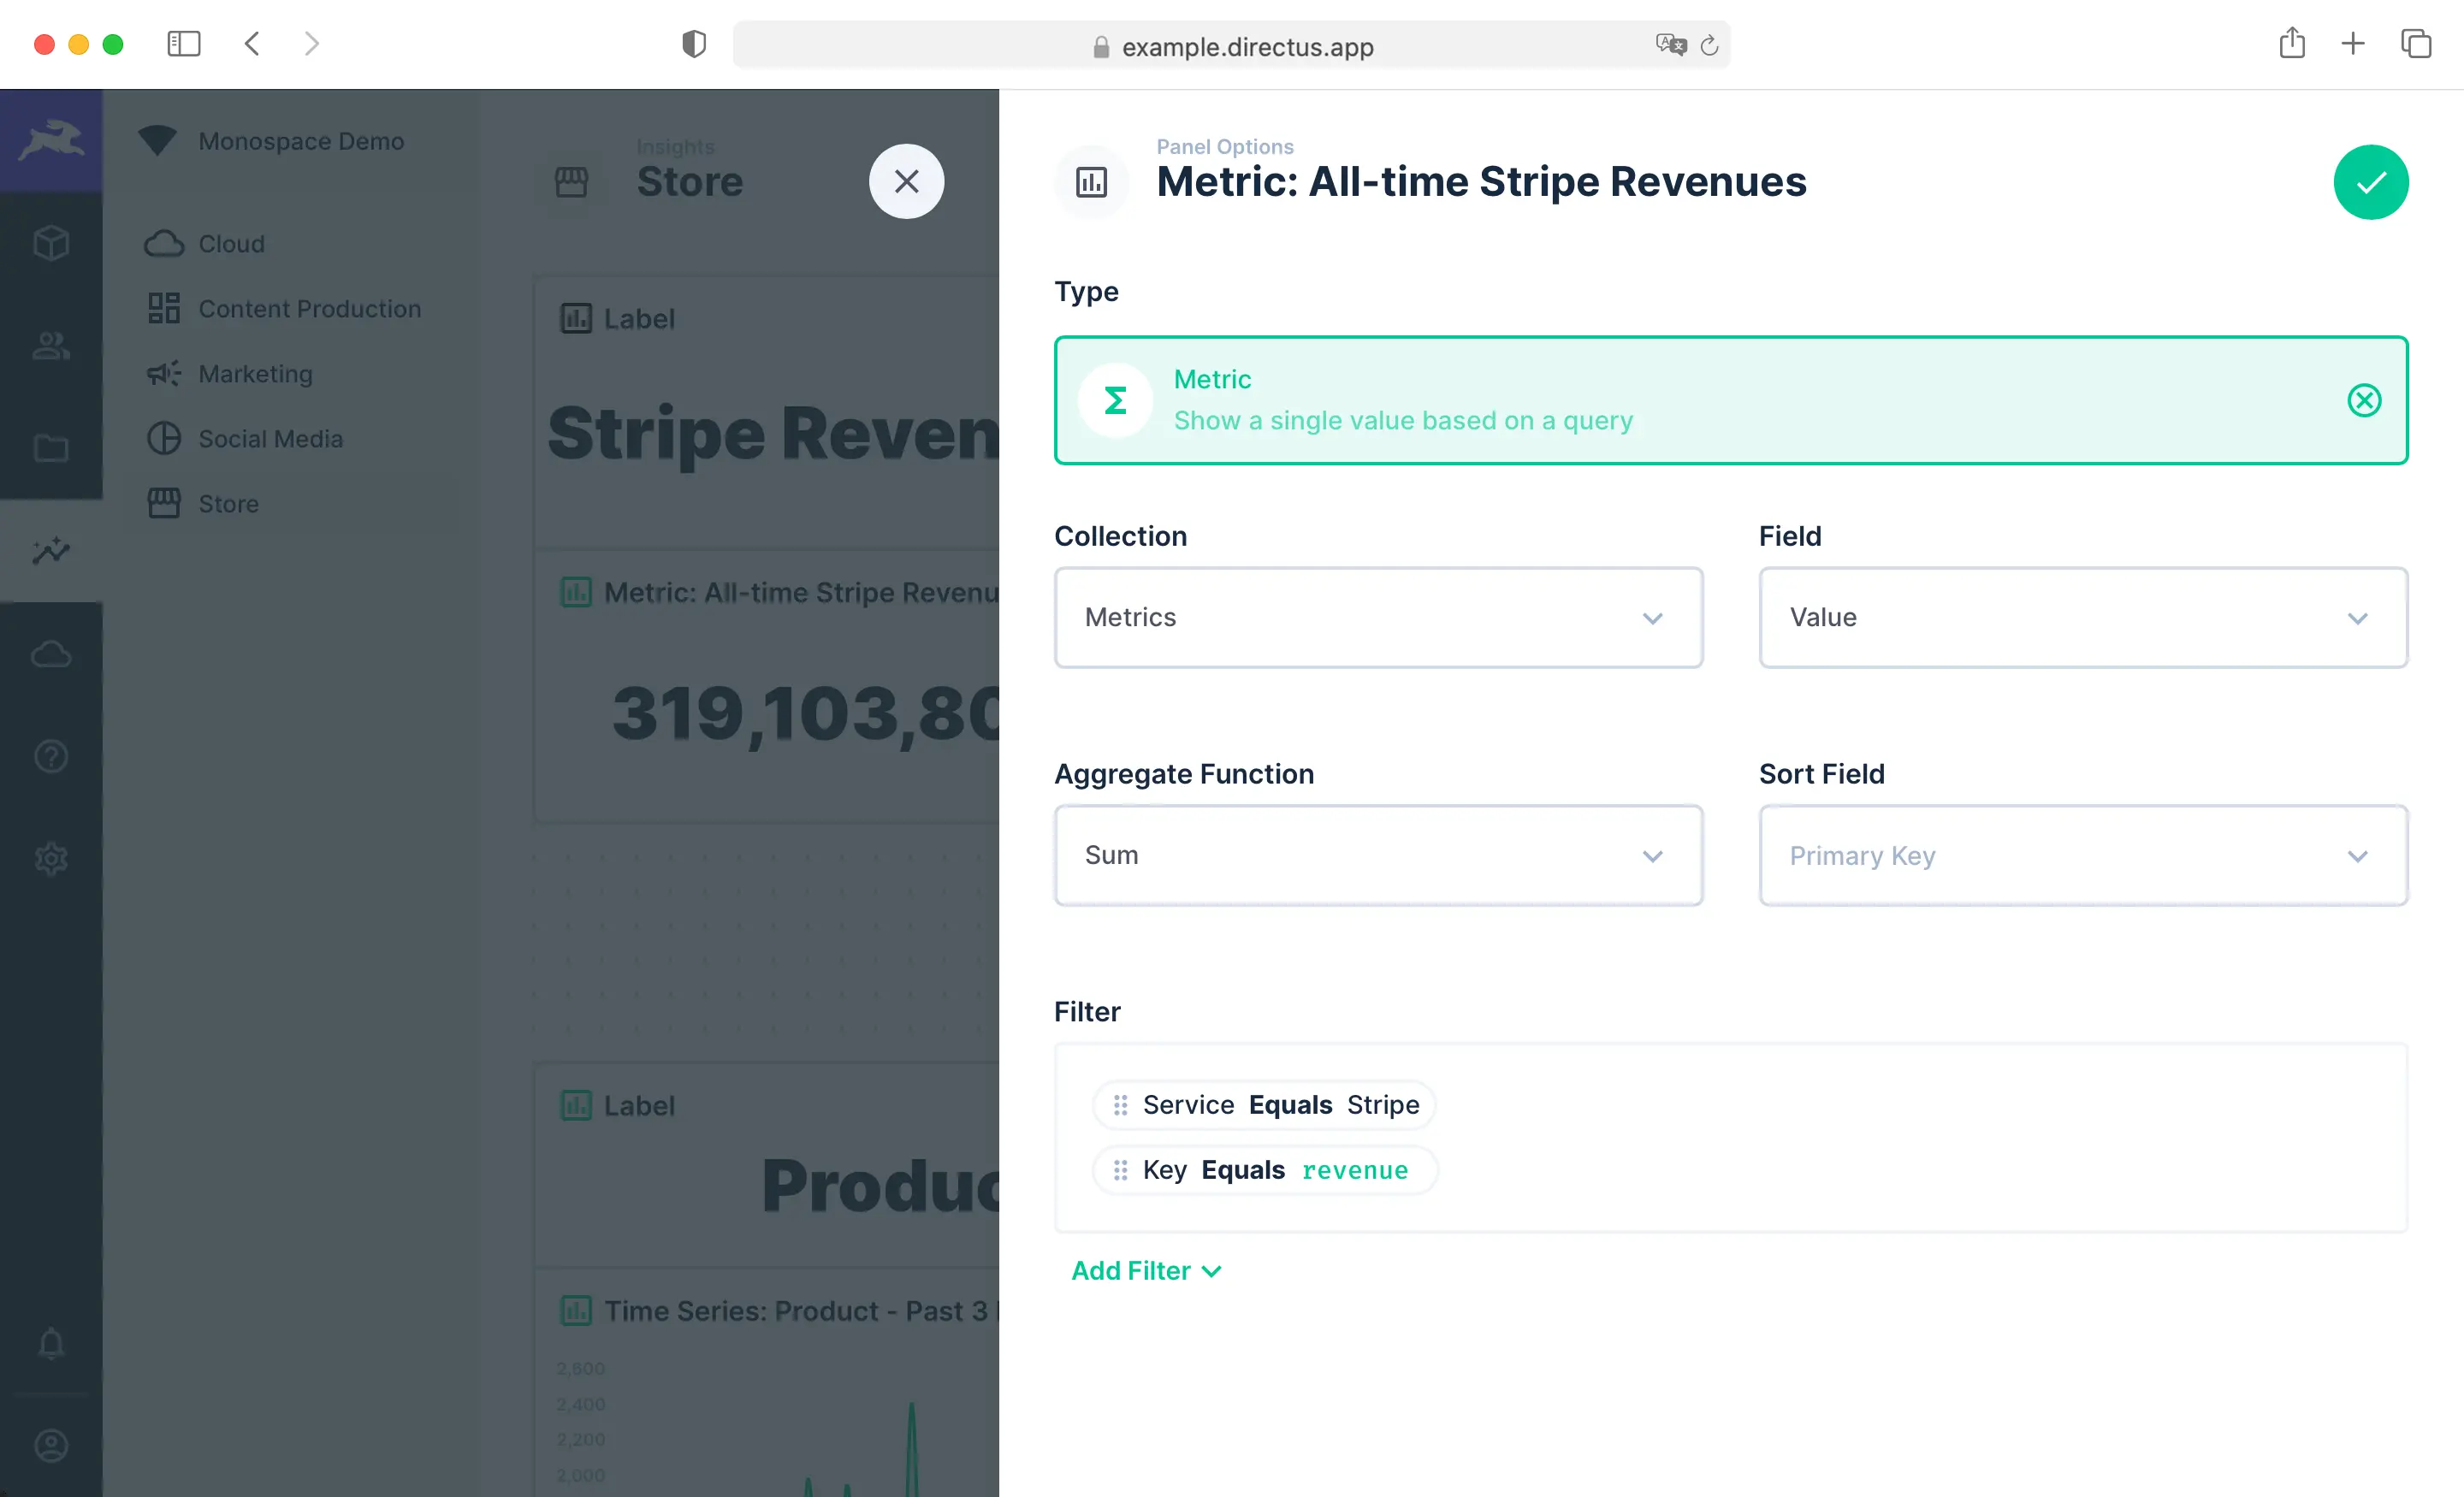 example.directus.app
Monospace Demo
Cloud
Content Production
Marketing
Social Media
Store
Insights
Store
Label
Stripe Reven
Metric: All-time Stripe Revenu
319,103,80
Label
Produc
Time Series: Product - Past 3
2,600
2,400
2,200
2,000
Panel Options
Metric: All-time Stripe Revenues
Type
Metric
Show a single value based on a query
Collection
Field
Metrics
Value
Aggregate Function
Sort Field
Sum
Primary Key
Filter
Service Equals Stripe
Key Equals revenue
Add Filter